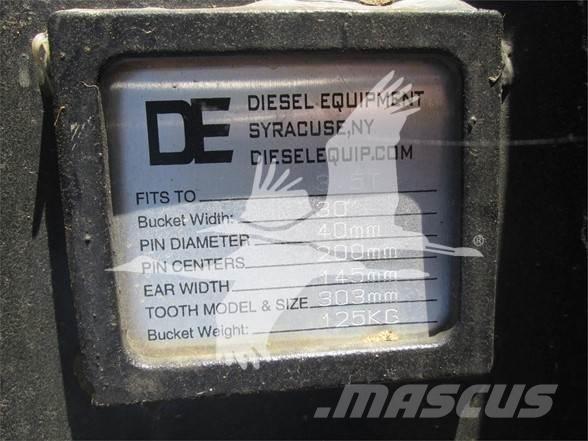 DE
DIESEL EQUIPMENT
SYRACUSE,NY
DIESELEQUIP.COM
FITS TO
Bucket Width: 30"
PIN DIAMETER 40mm
PIN CENTERS 200mm
EAR WIDTH 145mm
TOOTH MODEL & SIZE 303mm
Bucket Weight: 125KG
®
MASCUS